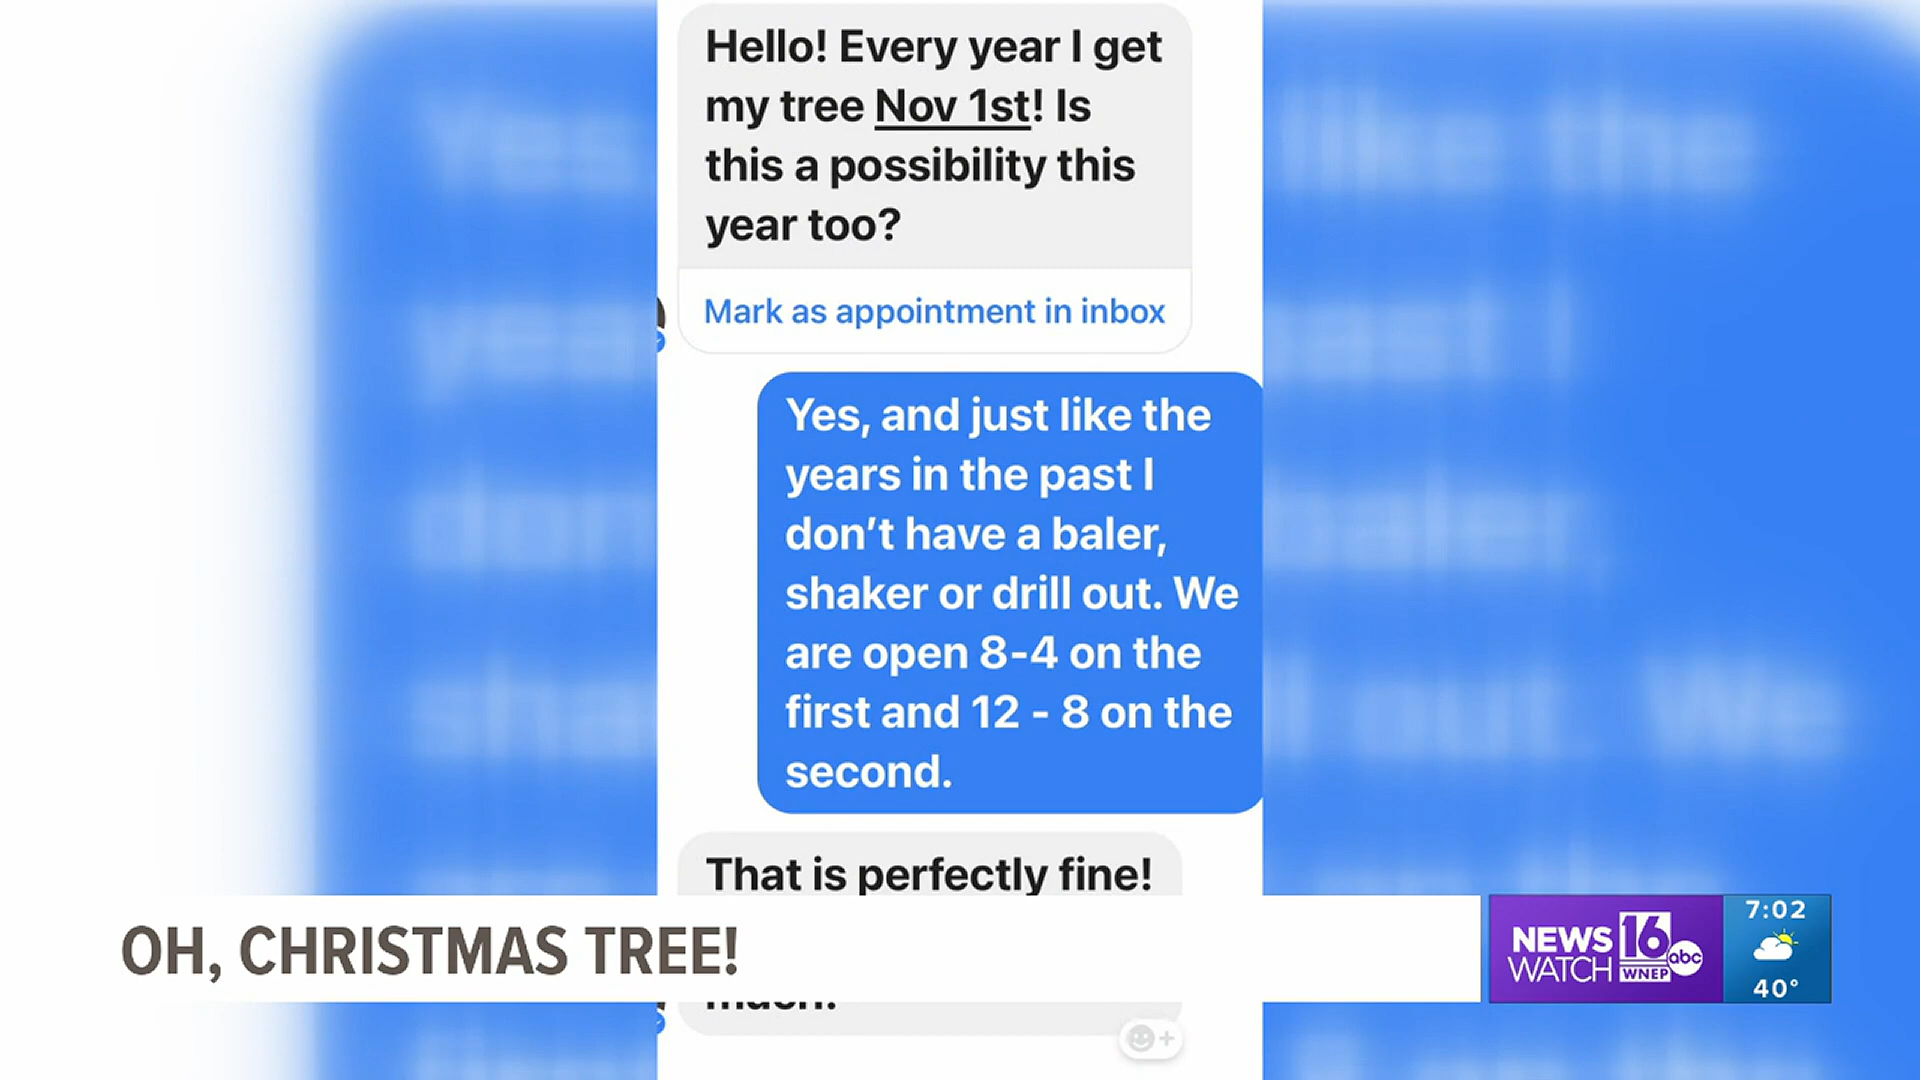 Hello! Every year I get
my tree Nov 1st! Is
this a possibility this
year too?
Mark as appointment in inbox
Yes, and just like the
years in the past I
don't have a baler,
shaker or drill out. We
are open 8-4 on the
first and 12 - 8 on the
second.
That is perfectly fine!
OH, CHRISTMAS TREE!
NEWS 16
WATCH WNEP abc
7:02
40°